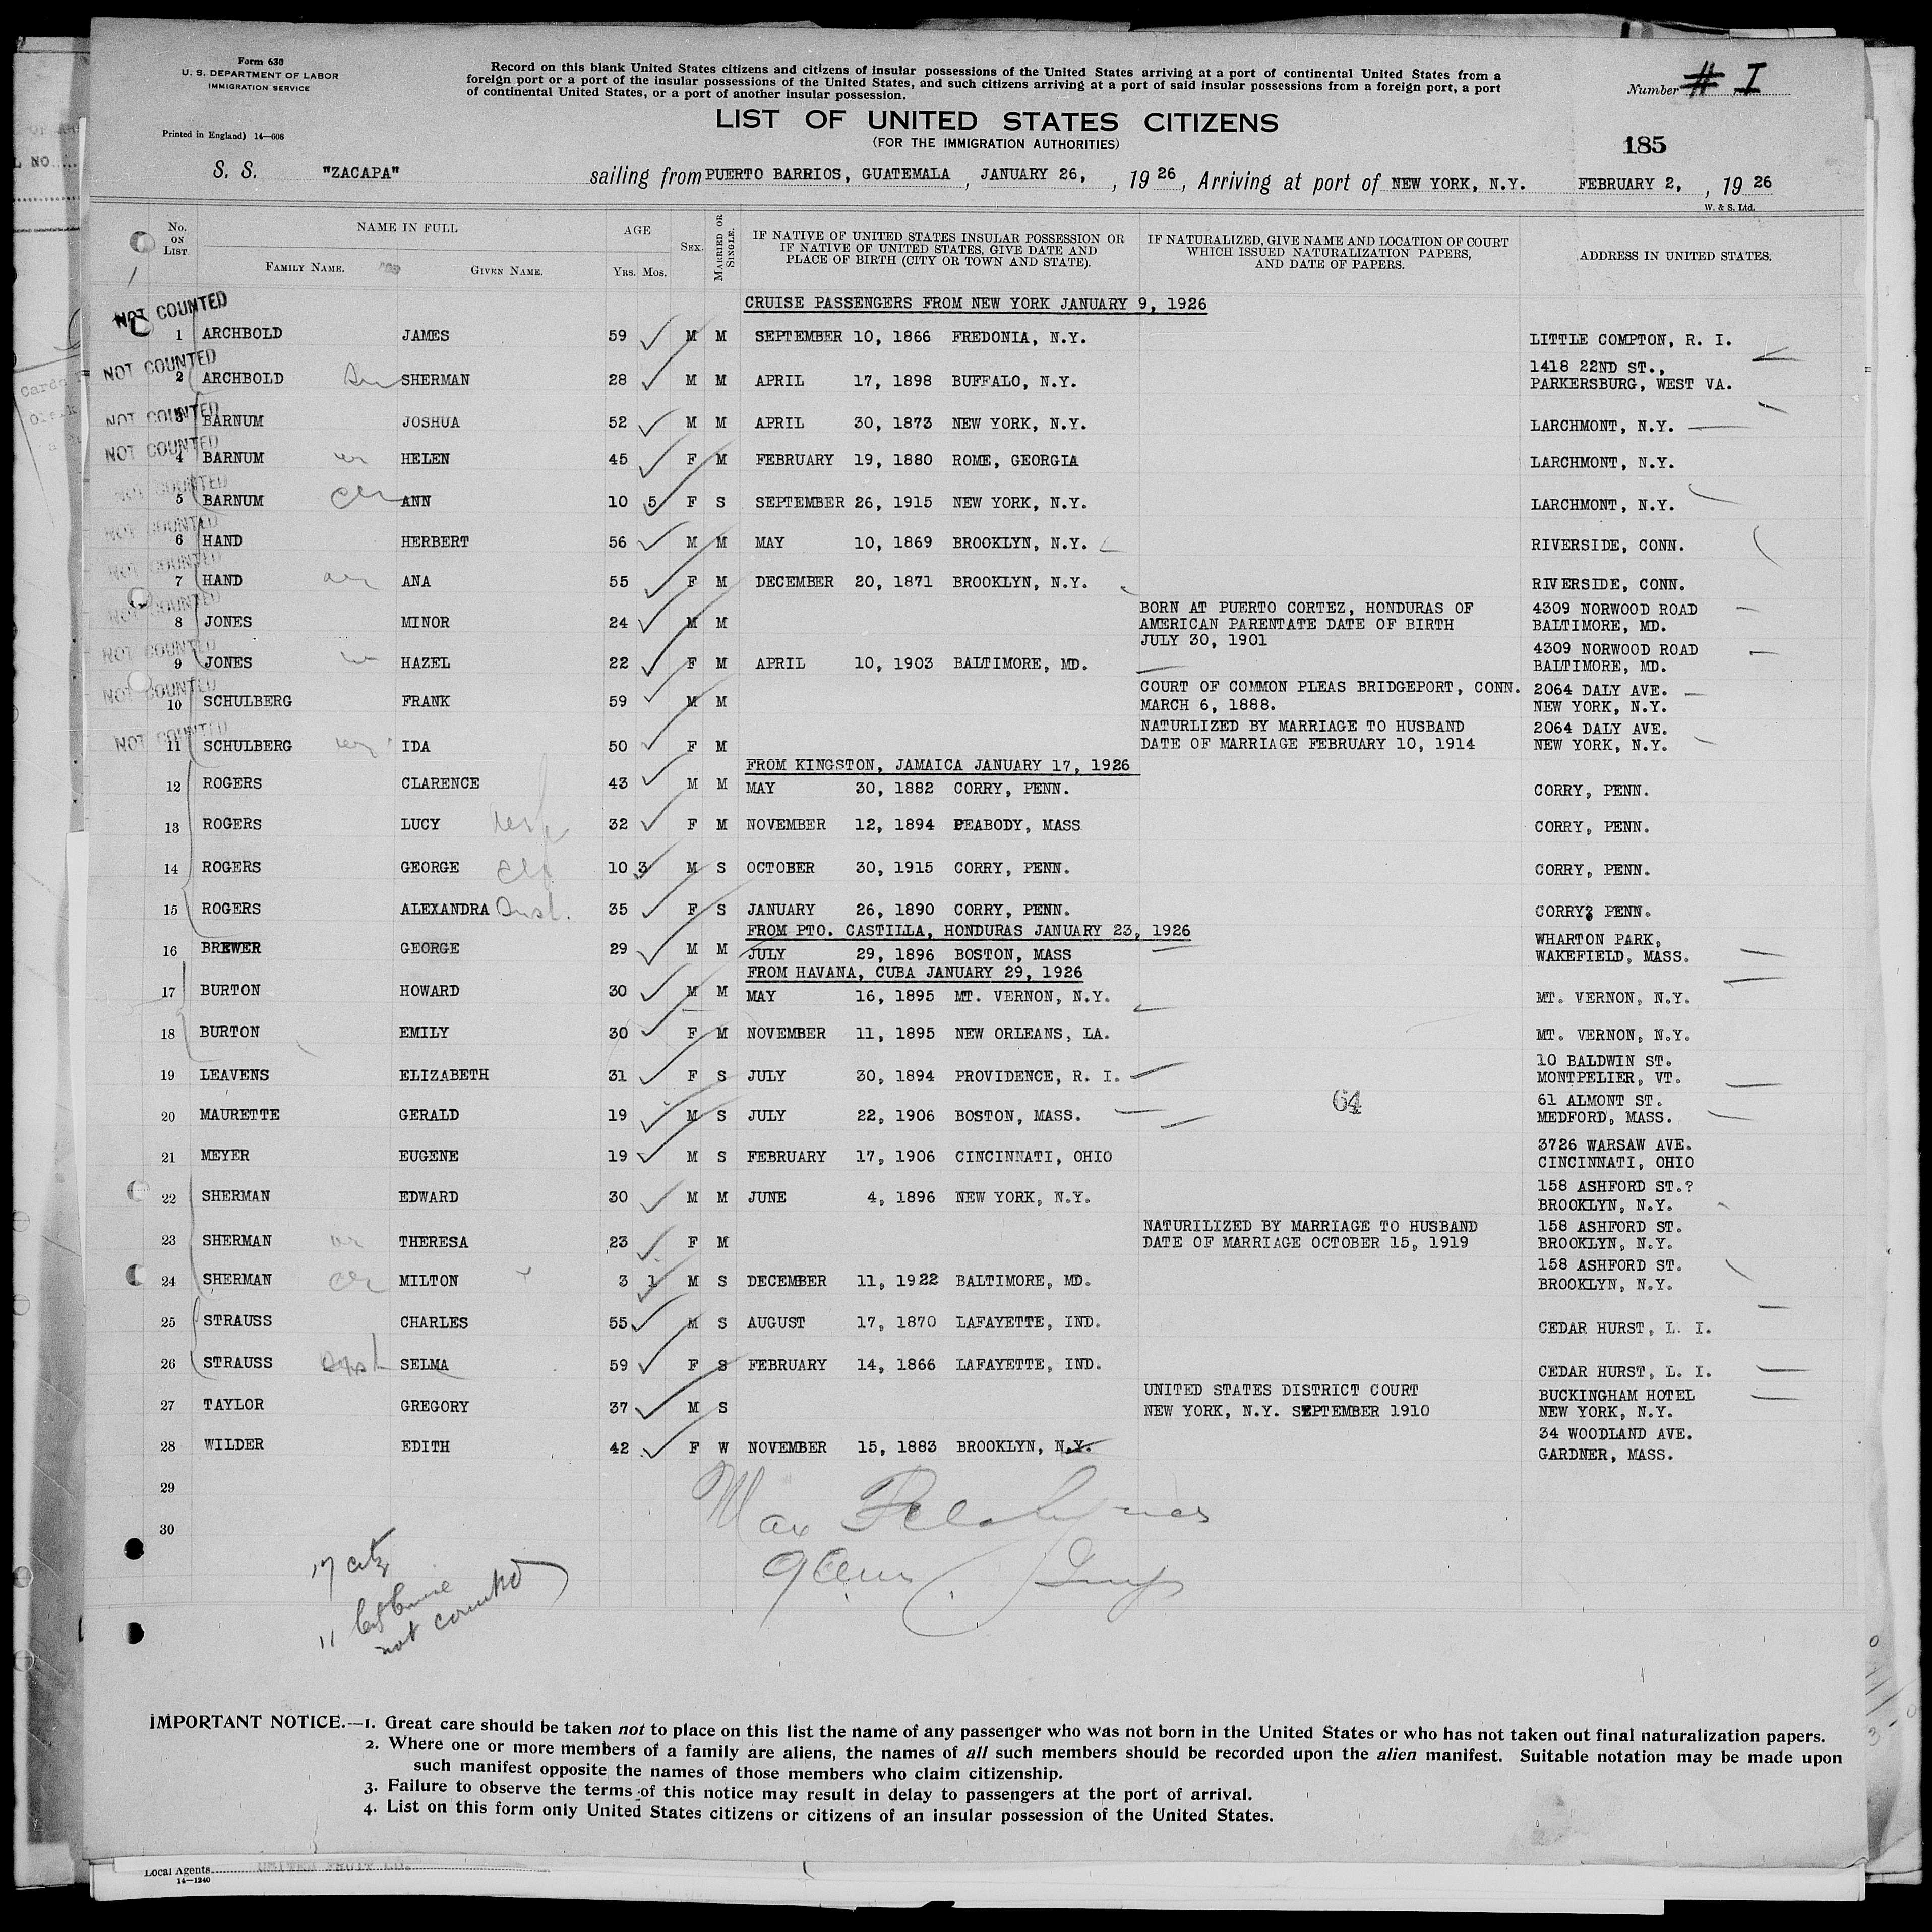 Form 630
U. S. DEPARTMENT OF LABOR
IMMIGRATION SERVICE
Printed in England) 14—608
Record on this blank United States citizens and citizens of insular possessions of the United States arriving at a port of continental United States from a
foreign port or a port of the insular possessions of the United States, and such citizens arriving at a port of said insular possessions from a foreign port, a port
of continental United States, or a port of another insular possession.
Number # I
LIST OF UNITED STATES CITIZENS
(FOR THE IMMIGRATION AUTHORITIES)
185
S. S. "ZACAPA" sailing from PUERTO BARRIOS, GUATEMALA, JANUARY 26, , 19 26, Arriving at port of NEW YORK, N.Y. FEBRUARY 2, , 19 26
W. & S. Ltd.
No. ON LIST NAME IN FULL FAMILY NAME. GIVEN NAME. AGE YRS. MOS. SEX. MARRIED OR SINGLE. IF NATIVE OF UNITED STATES INSULAR POSSESSION OR IF NATIVE OF UNITED STATES, GIVE DATE AND PLACE OF BIRTH (CITY OR TOWN AND STATE). IF NATURALIZED, GIVE NAME AND LOCATION OF COURT WHICH ISSUED NATURALIZATION PAPERS, AND DATE OF PAPERS. ADDRESS IN UNITED STATES.
CRUISE PASSENGERS FROM NEW YORK JANUARY 9, 1926
NOT COUNTED 1 ARCHBOLD JAMES 59 M M SEPTEMBER 10, 1866 FREDONIA, N.Y. LITTLE COMPTON, R. I.
NOT COUNTED 2 ARCHBOLD SHERMAN 28 M M APRIL 17, 1898 BUFFALO, N.Y. 1418 22ND ST., PARKERSBURG, WEST VA.
NOT COUNTED 3 BARNUM JOSHUA 52 M M APRIL 30, 1873 NEW YORK, N.Y. LARCHMONT, N.Y.
NOT COUNTED 4 BARNUM HELEN 45 F M FEBRUARY 19, 1880 ROME, GEORGIA LARCHMONT, N.Y.
NOT COUNTED 5 BARNUM ANN 10 5 F S SEPTEMBER 26, 1915 NEW YORK, N.Y. LARCHMONT, N.Y.
NOT COUNTED 6 HAND HERBERT 56 M M MAY 10, 1869 BROOKLYN, N.Y. RIVERSIDE, CONN.
NOT COUNTED 7 HAND ANA 55 F M DECEMBER 20, 1871 BROOKLYN, N.Y. RIVERSIDE, CONN.
NOT COUNTED 8 JONES MINOR 24 M M BORN AT PUERTO CORTEZ, HONDURAS OF AMERICAN PARENTATE DATE OF BIRTH JULY 30, 1901 4309 NORWOOD ROAD BALTIMORE, MD.
NOT COUNTED 9 JONES HAZEL 22 F M APRIL 10, 1903 BALTIMORE, MD. 4309 NORWOOD ROAD BALTIMORE, MD.
NOT COUNTED 10 SCHULBERG FRANK 59 M M COURT OF COMMON PLEAS BRIDGEPORT, CONN. MARCH 6, 1888. 2064 DALY AVE. NEW YORK, N.Y.
NOT COUNTED 11 SCHULBERG IDA 50 F M NATURLIZED BY MARRIAGE TO HUSBAND DATE OF MARRIAGE FEBRUARY 10, 1914 2064 DALY AVE. NEW YORK, N.Y.
FROM KINGSTON, JAMAICA JANUARY 17, 1926
12 ROGERS CLARENCE 43 M M MAY 30, 1882 CORRY, PENN. CORRY, PENN.
13 ROGERS LUCY 32 F M NOVEMBER 12, 1894 PEABODY, MASS CORRY, PENN.
14 ROGERS GEORGE 10 3 M S OCTOBER 30, 1915 CORRY, PENN. CORRY, PENN.
15 ROGERS ALEXANDRA 35 F S JANUARY 26, 1890 CORRY, PENN. CORRY? PENN.
FROM PTO. CASTILLA, HONDURAS JANUARY 23, 1926
16 BREWER GEORGE 29 M M JULY 29, 1896 BOSTON, MASS WHARTON PARK, WAKEFIELD, MASS.
FROM HAVANA, CUBA JANUARY 29, 1926
17 BURTON HOWARD 30 M M MAY 16, 1895 MT. VERNON, N.Y. MT. VERNON, N.Y.
18 BURTON EMILY 30 F M NOVEMBER 11, 1895 NEW ORLEANS, LA. MT. VERNON, N.Y.
19 LEAVENS ELIZABETH 31 F S JULY 30, 1894 PROVIDENCE, R. I. 10 BALDWIN ST. MONTPELIER, VT.
64
20 MAURETTE GERALD 19 M S JULY 22, 1906 BOSTON, MASS. 61 ALMONT ST. MEDFORD, MASS.
21 MEYER EUGENE 19 M S FEBRUARY 17, 1906 CINCINNATI, OHIO 3726 WARSAW AVE. CINCINNATI, OHIO
22 SHERMAN EDWARD 30 M M JUNE 4, 1896 NEW YORK, N.Y. 158 ASHFORD ST.? BROOKLYN, N.Y.
23 SHERMAN THERESA 23 F M NATURILIZED BY MARRIAGE TO HUSBAND DATE OF MARRIAGE OCTOBER 15, 1919 158 ASHFORD ST. BROOKLYN, N.Y.
24 SHERMAN MILTON 3 1 M S DECEMBER 11, 1922 BALTIMORE, MD. 158 ASHFORD ST. BROOKLYN, N.Y.
25 STRAUSS CHARLES 55 M S AUGUST 17, 1870 LAFAYETTE, IND. CEDAR HURST, L. I.
26 STRAUSS SELMA 59 F S FEBRUARY 14, 1866 LAFAYETTE, IND. CEDAR HURST, L. I.
27 TAYLOR GREGORY 37 M S UNITED STATES DISTRICT COURT NEW YORK, N.Y. SEPTEMBER 1910 BUCKINGHAM HOTEL NEW YORK, N.Y.
28 WILDER EDITH 42 F W NOVEMBER 15, 1883 BROOKLYN, N.Y. 34 WOODLAND AVE. GARDNER, MASS.
29
30
Max
17
11
not counted
IMPORTANT NOTICE.—1. Great care should be taken not to place on this list the name of any passenger who was not born in the United States or who has not taken out final naturalization papers.
2. Where one or more members of a family are aliens, the names of all such members should be recorded upon the alien manifest. Suitable notation may be made upon
such manifest opposite the names of those members who claim citizenship.
3. Failure to observe the terms of this notice may result in delay to passengers at the port of arrival.
4. List on this form only United States citizens or citizens of an insular possession of the United States.
Local Agents
UNITED FRUIT CO.
14—1240